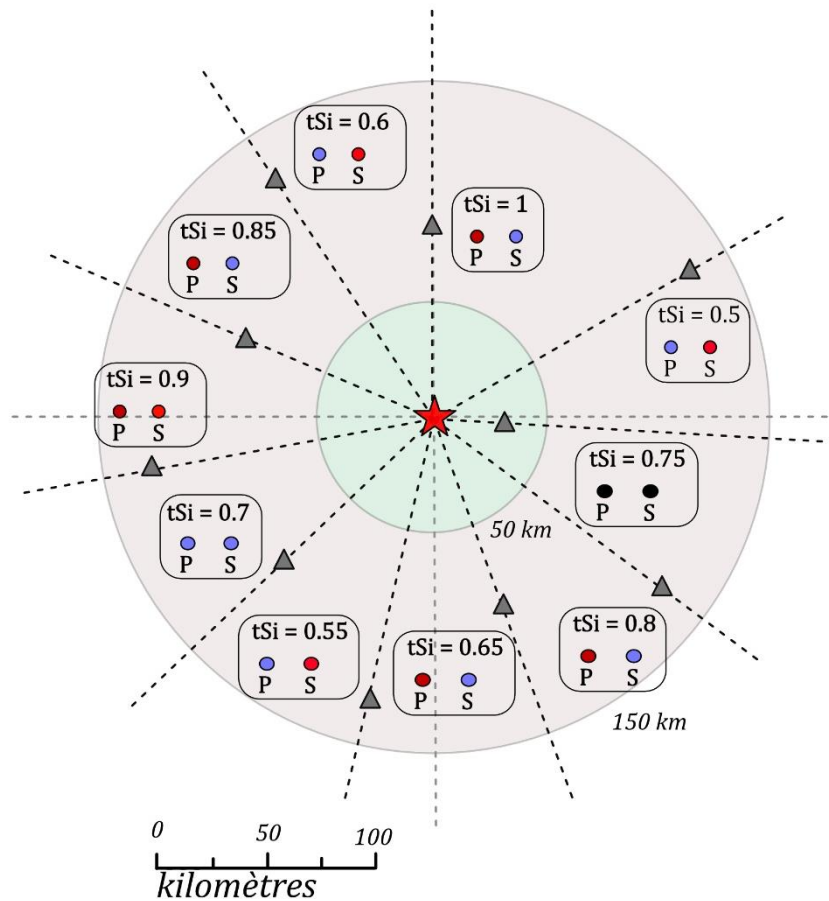 tSi = 0.6
P S
tSi = 1
P S
tSi = 0.85
P S
tSi = 0.5
P S
tSi = 0.9
P S
tSi = 0.75
P S
tSi = 0.7
P S
50 km
tSi = 0.55
P S
tSi = 0.65
P S
tSi = 0.8
P S
150 km
0 50 100
kilomètres